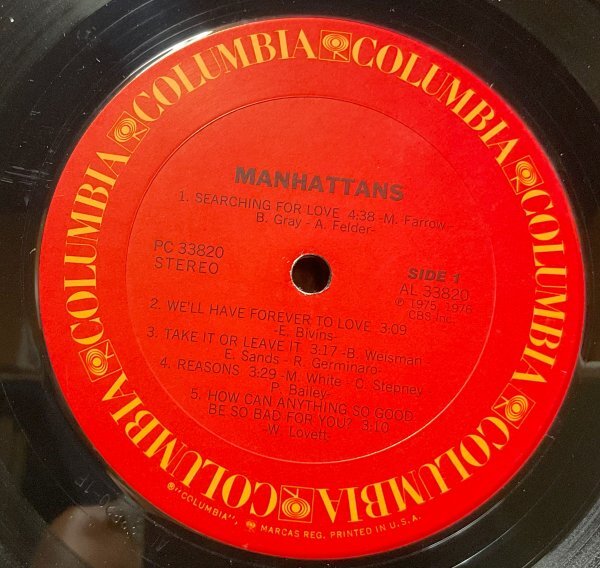 COLUMBIA COLUMBIA COLUMBIA COLUMBIA COLUMBIA COLUMBIA
MANHATTANS
1. SEARCHING FOR LOVE 4:38 -M. Farrow-
B. Gray - A. Felder-
PC 33820
STEREO
SIDE 1
AL 33820
℗ 1975, 1976
CBS Inc.
2. WE'LL HAVE FOREVER TO LOVE 3:09
-E. Bivins-
3. TAKE IT OR LEAVE IT 3:17 -B. Weisman-
E. Sands - R. Germinaro-
4. REASONS 3:29 -M. White - C. Stepney
P. Bailey-
5. HOW CAN ANYTHING SO GOOD
BE SO BAD FOR YOU? 3:10
-W. Lovett-
®"COLUMBIA", MARCAS REG. PRINTED IN U.S.A.